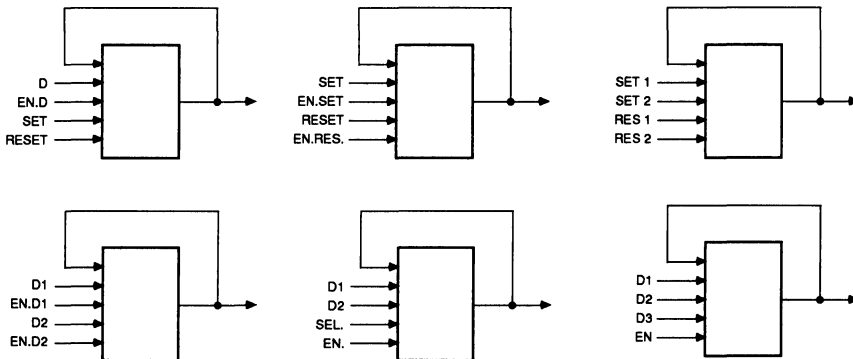 D
EN.D
SET
RESET
SET
EN.SET
RESET
EN.RES.
SET 1
SET 2
RES 1
RES 2
D1
EN.D1
D2
EN.D2
D1
D2
SEL.
EN.
D1
D2
D3
EN